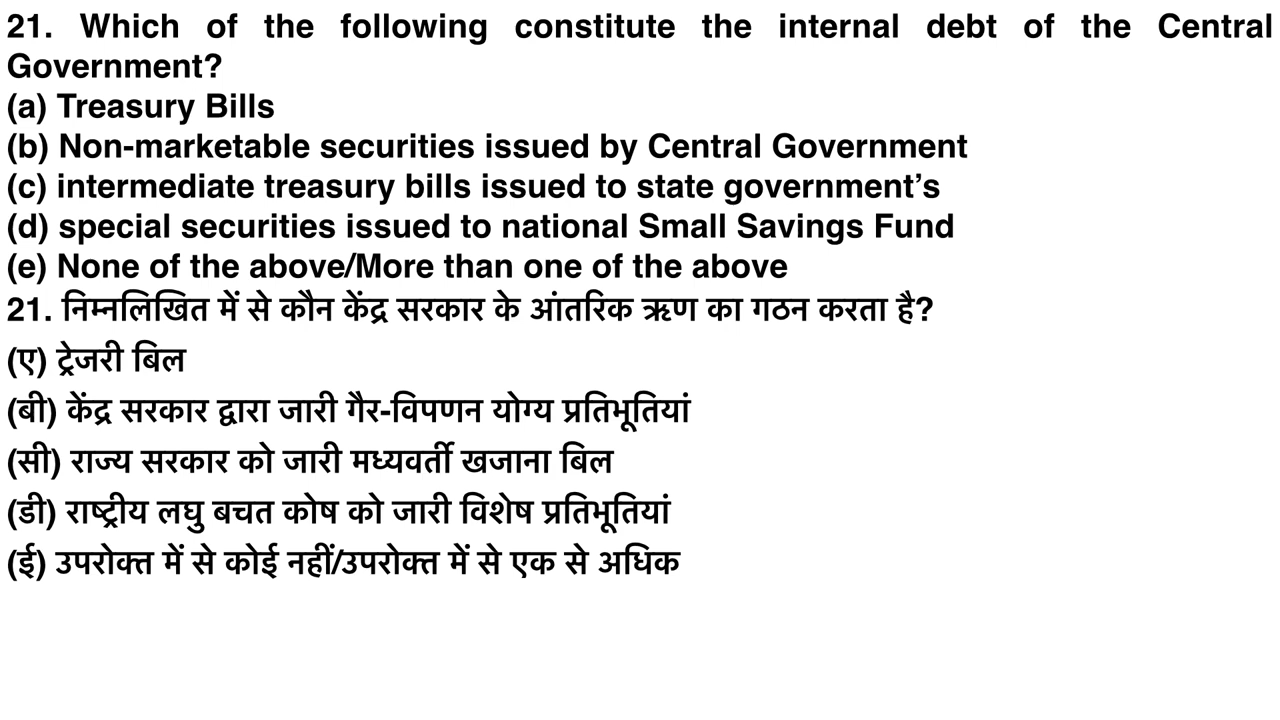 21. Which of the following constitute the internal debt of the Central
Government?
(a) Treasury Bills
(b) Non-marketable securities issued by Central Government
(c) intermediate treasury bills issued to state government’s
(d) special securities issued to national Small Savings Fund
(e) None of the above/More than one of the above
21. निम्नलिखित में से कौन केंद्र सरकार के आंतरिक ऋण का गठन करता है?
(ए) ट्रेजरी बिल
(बी) केंद्र सरकार द्वारा जारी गैर-विपणन योग्य प्रतिभूतियां
(सी) राज्य सरकार को जारी मध्यवर्ती खजाना बिल
(डी) राष्ट्रीय लघु बचत कोष को जारी विशेष प्रतिभूतियां
(ई) उपरोक्त में से कोई नहीं/उपरोक्त में से एक से अधिक